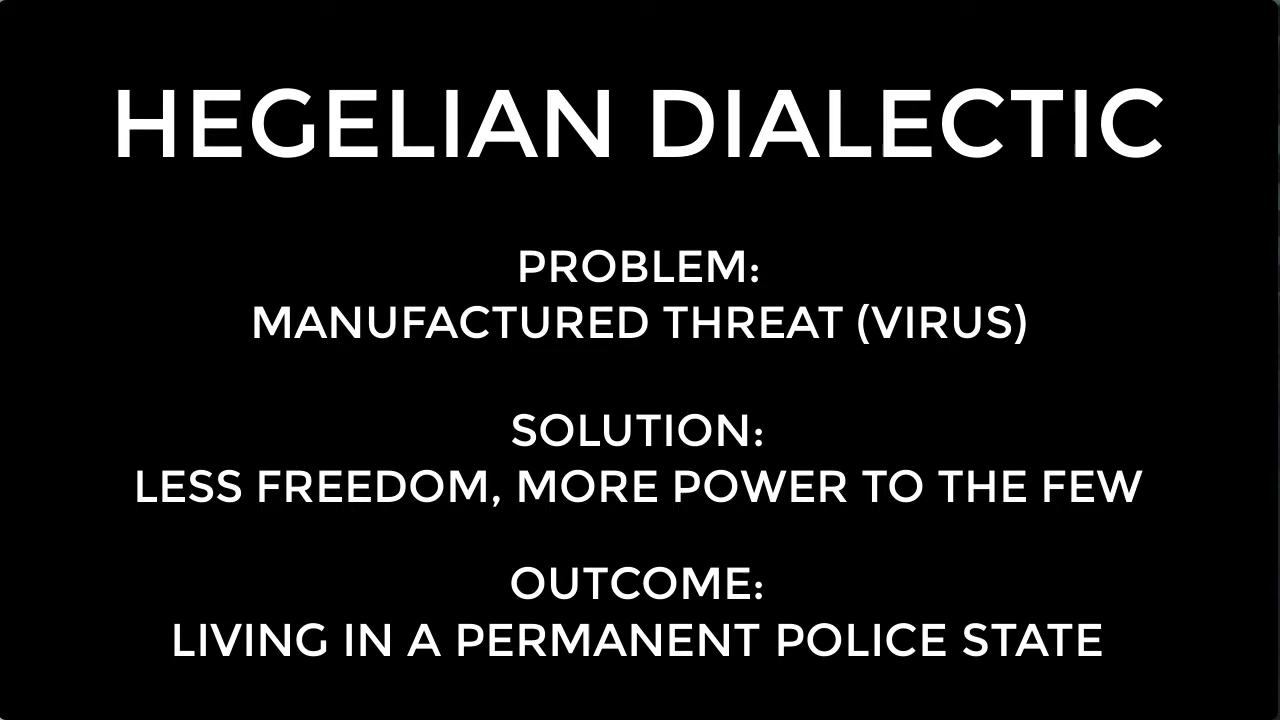 HEGELIAN DIALECTIC
PROBLEM:
MANUFACTURED THREAT (VIRUS)
SOLUTION:
LESS FREEDOM, MORE POWER TO THE FEW
OUTCOME:
LIVING IN A PERMANENT POLICE STATE